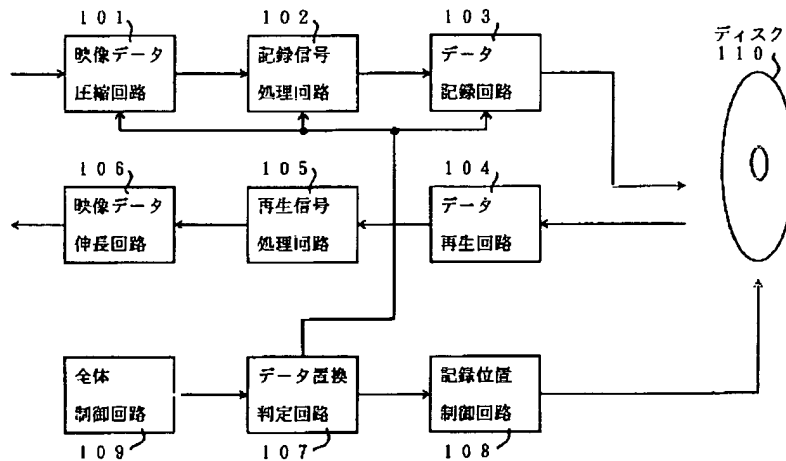 101
102
103
ディスク
110
映像データ
圧縮回路
記録信号
処理回路
データ
記録回路
106
105
104
映像データ
伸長回路
再生信号
処理回路
データ
再生回路
全体
制御回路
データ置換
判定回路
記録位置
制御回路
109
107
108